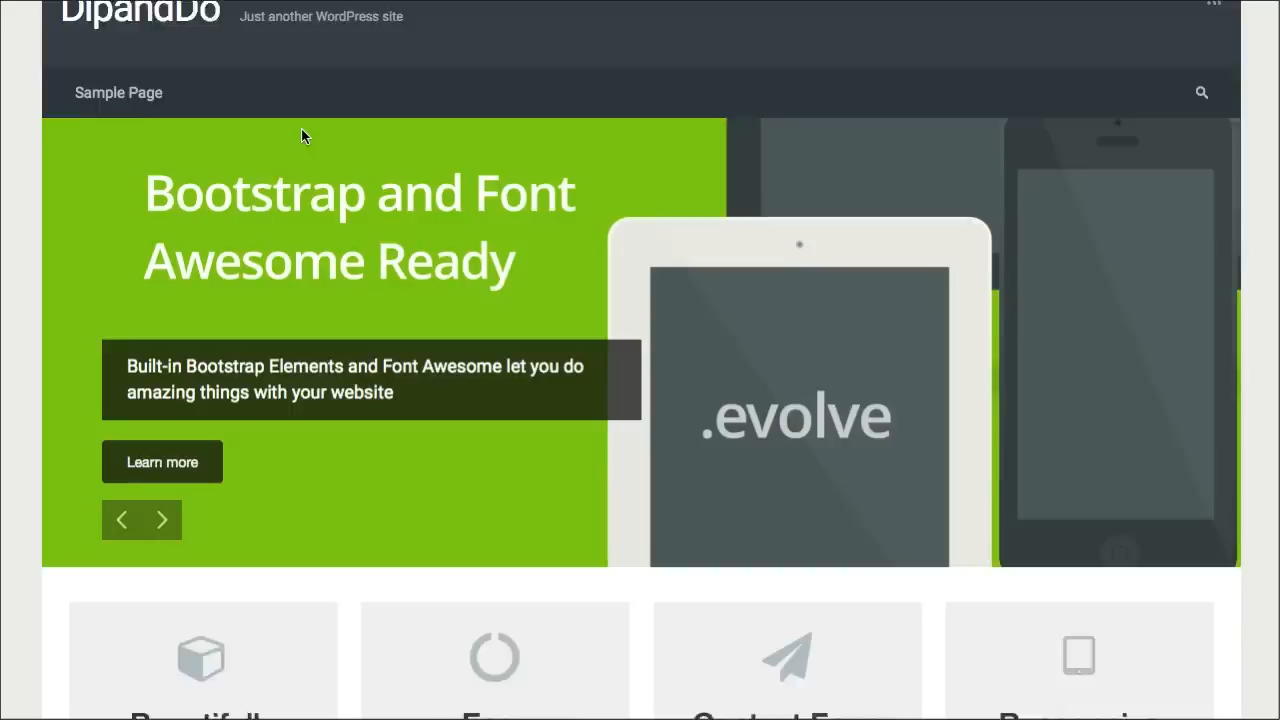 DipandDo
Just another WordPress site
Sample Page
Bootstrap and Font
Awesome Ready
Built-in Bootstrap Elements and Font Awesome let you do
amazing things with your website
.evolve
Learn more